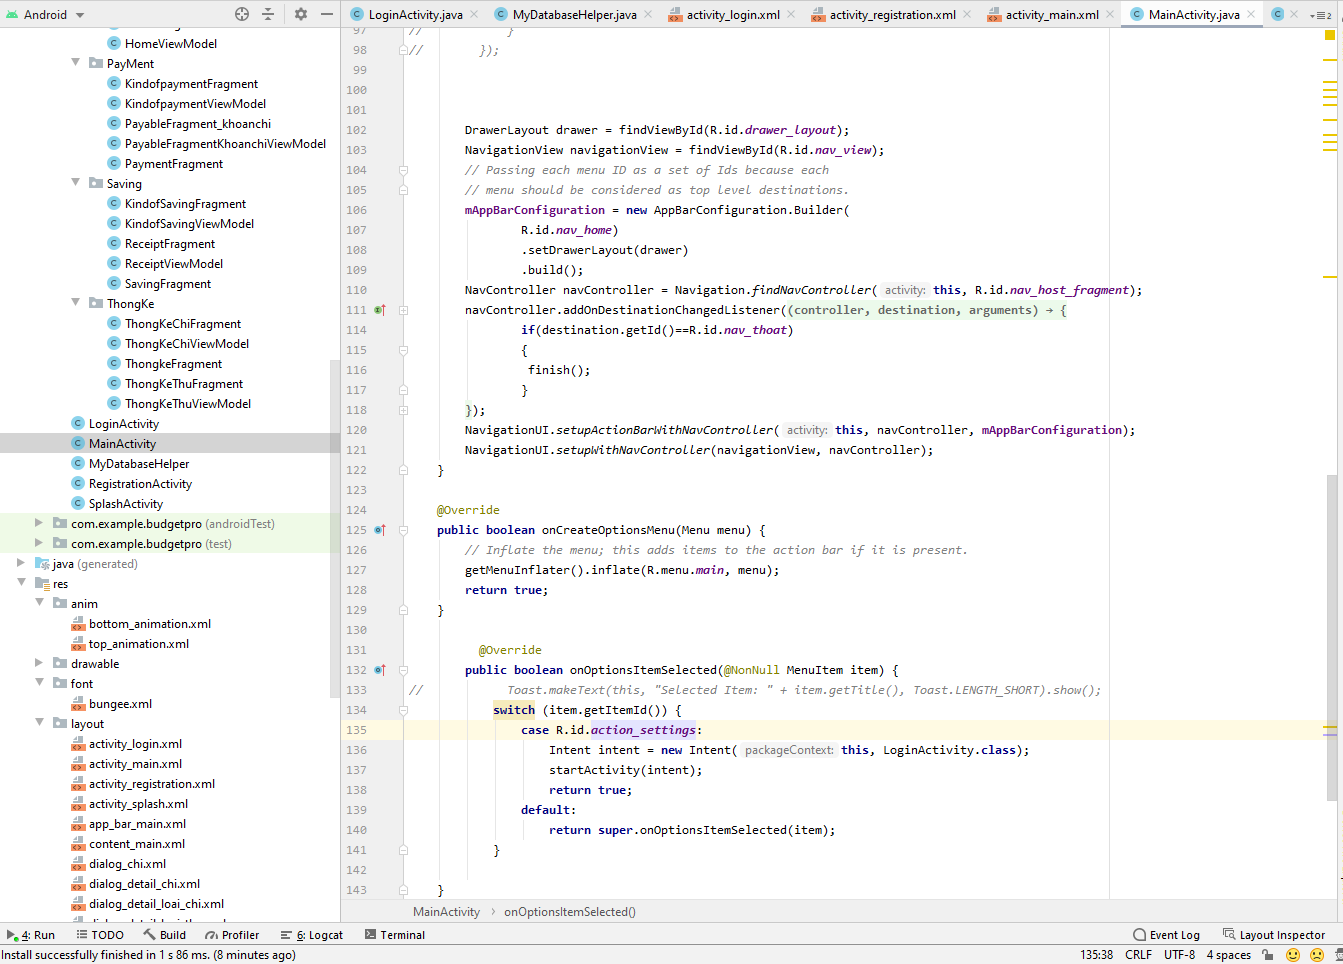 Android
LoginActivity.java
MyDatabaseHelper.java
activity_login.xml
activity_registration.xml
activity_main.xml
MainActivity.java
HomeViewModel
PayMent
KindofpaymentFragment
KindofpaymentViewModel
PayableFragment_khoanchi
PayableFragmentKhoanchiViewModel
PaymentFragment
Saving
KindofSavingFragment
KindofSavingViewModel
ReceiptFragment
ReceiptViewModel
SavingFragment
ThongKe
ThongKeChiFragment
ThongKeChiViewModel
ThongkeFragment
ThongKeThuFragment
ThongKeThuViewModel
LoginActivity
MainActivity
MyDatabaseHelper
RegistrationActivity
SplashActivity
com.example.budgetpro (androidTest)
com.example.budgetpro (test)
java (generated)
res
anim
bottom_animation.xml
top_animation.xml
drawable
font
bungee.xml
layout
activity_login.xml
activity_main.xml
activity_registration.xml
activity_splash.xml
app_bar_main.xml
content_main.xml
dialog_chi.xml
dialog_detail_chi.xml
dialog_detail_loai_chi.xml
97 // }
98 // });
99
100
101
102 DrawerLayout drawer = findViewById(R.id.drawer_layout);
103 NavigationView navigationView = findViewById(R.id.nav_view);
104 // Passing each menu ID as a set of Ids because each
105 // menu should be considered as top level destinations.
106 mAppBarConfiguration = new AppBarConfiguration.Builder(
107 R.id.nav_home)
108 .setDrawerLayout(drawer)
109 .build();
110 NavController navController = Navigation.findNavController( activity: this, R.id.nav_host_fragment);
111 navController.addOnDestinationChangedListener((controller, destination, arguments) → {
114 if(destination.getId()==R.id.nav_thoat)
115 {
116 finish();
117 }
118 });
120 NavigationUI.setupActionBarWithNavController( activity: this, navController, mAppBarConfiguration);
121 NavigationUI.setupWithNavController(navigationView, navController);
122 }
123
124 @Override
125 public boolean onCreateOptionsMenu(Menu menu) {
126 // Inflate the menu; this adds items to the action bar if it is present.
127 getMenuInflater().inflate(R.menu.main, menu);
128 return true;
129 }
130
131 @Override
132 public boolean onOptionsItemSelected(@NonNull MenuItem item) {
133 // Toast.makeText(this, "Selected Item: " + item.getTitle(), Toast.LENGTH_SHORT).show();
134 switch (item.getItemId()) {
135 case R.id.action_settings:
136 Intent intent = new Intent( packageContext: this, LoginActivity.class);
137 startActivity(intent);
138 return true;
139 default:
140 return super.onOptionsItemSelected(item);
141 }
142
143 }
MainActivity > onOptionsItemSelected()
4: Run
TODO
Build
Profiler
6: Logcat
Terminal
Event Log
Layout Inspector
Install successfully finished in 1 s 86 ms. (8 minutes ago)
135:38 CRLF UTF-8 4 spaces